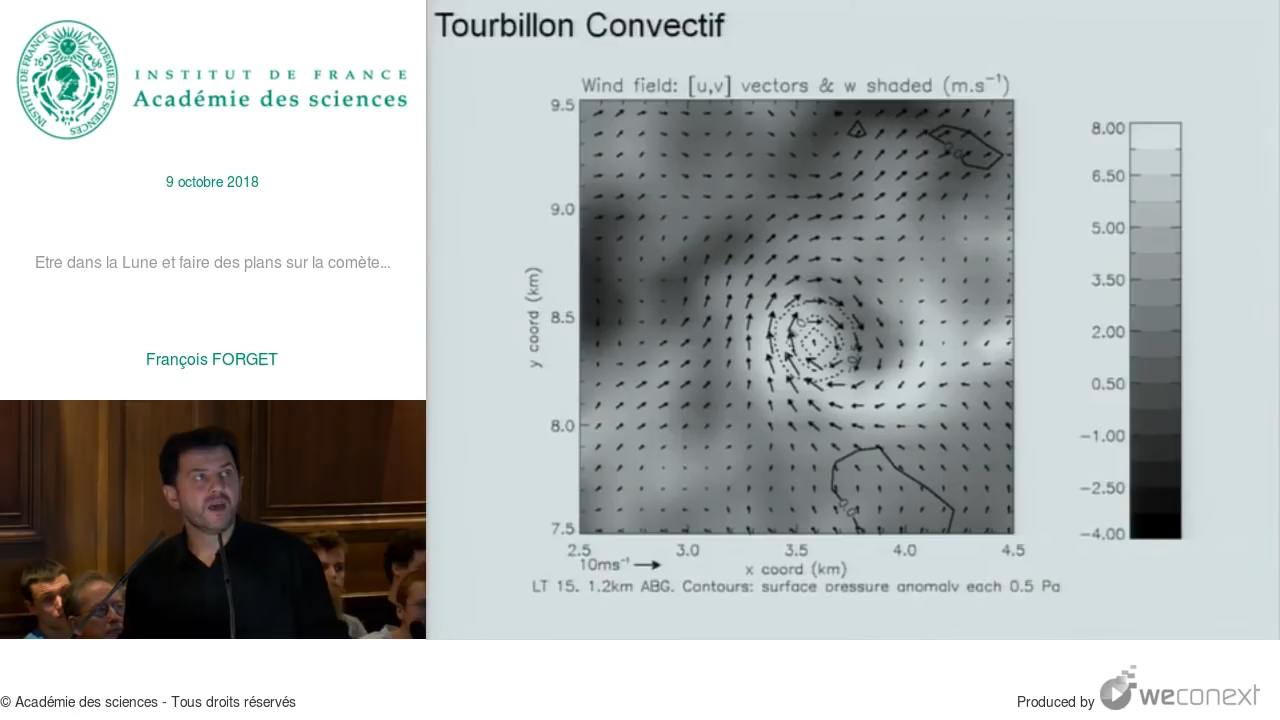 INSTITUT DE FRANCE
Académie des sciences
9 octobre 2018
Etre dans la Lune et faire des plans sur la comète...
François FORGET
Tourbillon Convectif
Wind field: [u,v] vectors & w shaded (m.s⁻¹)
9.5
9.0
8.5
8.0
7.5
y coord (km)
2.5 3.0 3.5 4.0 4.5
10ms⁻¹
x coord (km)
LT 15. 1.2km ABG. Contours: surface pressure anomaly each 0.5 Pa
8.00
6.50
5.00
3.50
2.00
0.50
−1.00
−2.50
−4.00
0.0
0.0
© Académie des sciences - Tous droits réservés
Produced by weconext